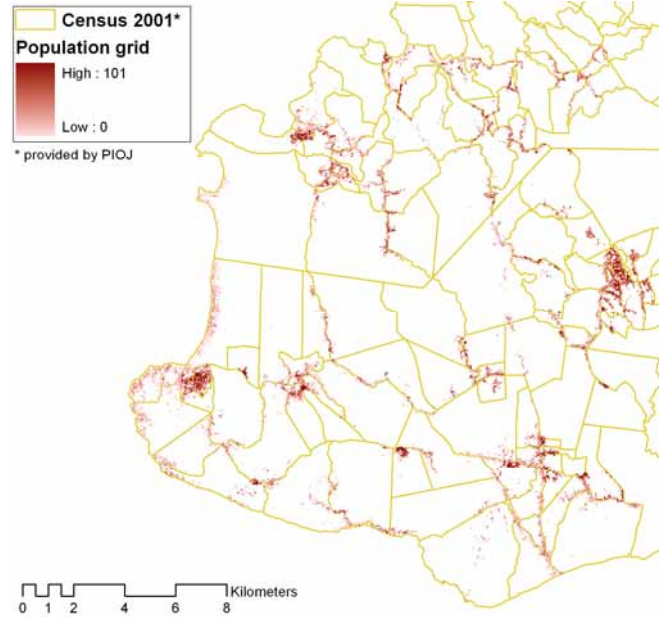 Census 2001*
Population grid
High : 101
Low : 0
* provided by PIOJ
Kilometers
0 1 2 4 6 8